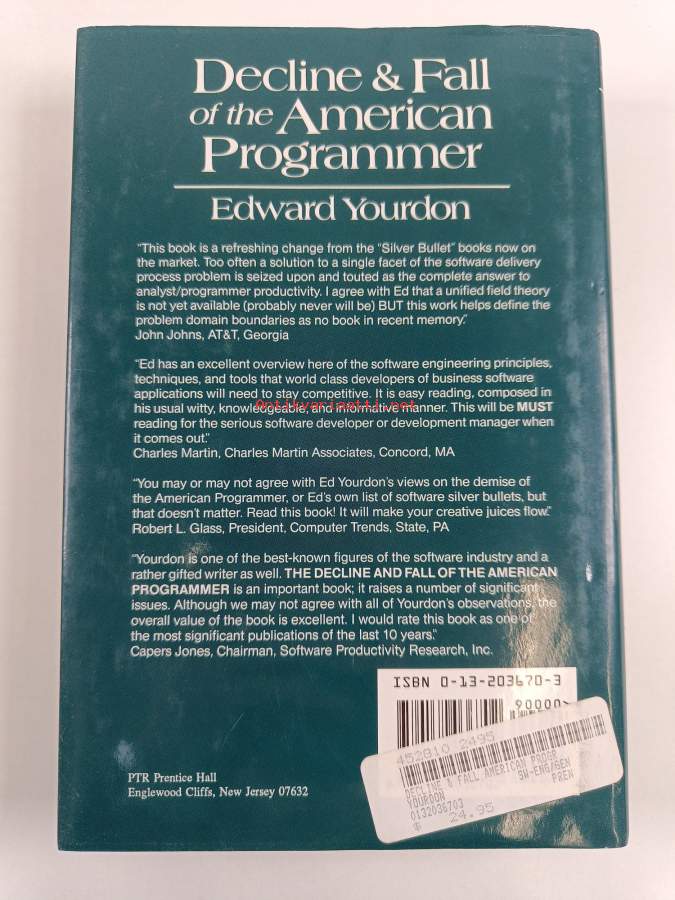 Decline & Fall
of the American
Programmer
Edward Yourdon
"This book is a refreshing change from the "Silver Bullet" books now on
the market. Too often a solution to a single facet of the software delivery
process problem is seized upon and touted as the complete answer to
analyst/programmer productivity. I agree with Ed that a unified field theory
is not yet available (probably never will be) BUT this work helps define the
problem domain boundaries as no book in recent memory."
John Johns, AT&T, Georgia
"Ed has an excellent overview here of the software engineering principles,
techniques, and tools that world class developers of business software
applications will need to stay competitive. It is easy reading, composed in
his usual witty, knowledgeable, and informative manner. This will be MUST
reading for the serious software developer or development manager when
it comes out."
Charles Martin, Charles Martin Associates, Concord, MA
"You may or may not agree with Ed Yourdon's views on the demise of
the American Programmer, or Ed's own list of software silver bullets, but
that doesn't matter. Read this book! It will make your creative juices flow."
Robert L. Glass, President, Computer Trends, State, PA
"Yourdon is one of the best-known figures of the software industry and a
rather gifted writer as well. THE DECLINE AND FALL OF THE AMERICAN
PROGRAMMER is an important book; it raises a number of significant
issues. Although we may not agree with all of Yourdon's observations, the
overall value of the book is excellent. I would rate this book as one of
the most significant publications of the last 10 years."
Capers Jones, Chairman, Software Productivity Research, Inc.
ISBN 0-13-203670-3
90000>
452810 2495
DECLINE & FALL AMERICAN PROGR
YOURDON SW-ENG/GEN
0132036703 PREN
$ 24.95
PTR Prentice Hall
Englewood Cliffs, New Jersey 07632
Antikvariaatti.net